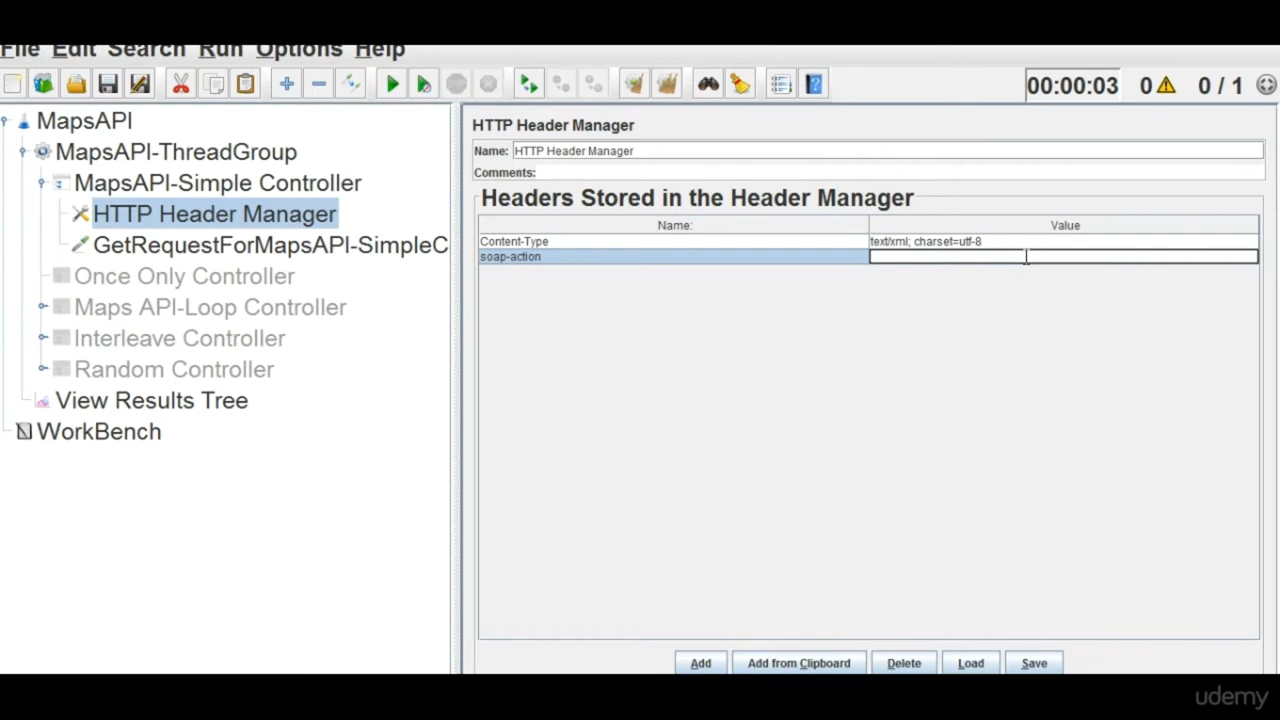 File Edit Search Run Options Help
00:00:03 0 0 / 1
MapsAPI
MapsAPI-ThreadGroup
MapsAPI-Simple Controller
HTTP Header Manager
GetRequestForMapsAPI-SimpleC
Once Only Controller
Maps API-Loop Controller
Interleave Controller
Random Controller
View Results Tree
WorkBench
HTTP Header Manager
Name: HTTP Header Manager
Comments:
Headers Stored in the Header Manager
Name: Value
Content-Type text/xml; charset=utf-8
soap-action
Add Add from Clipboard Delete Load Save
udemy